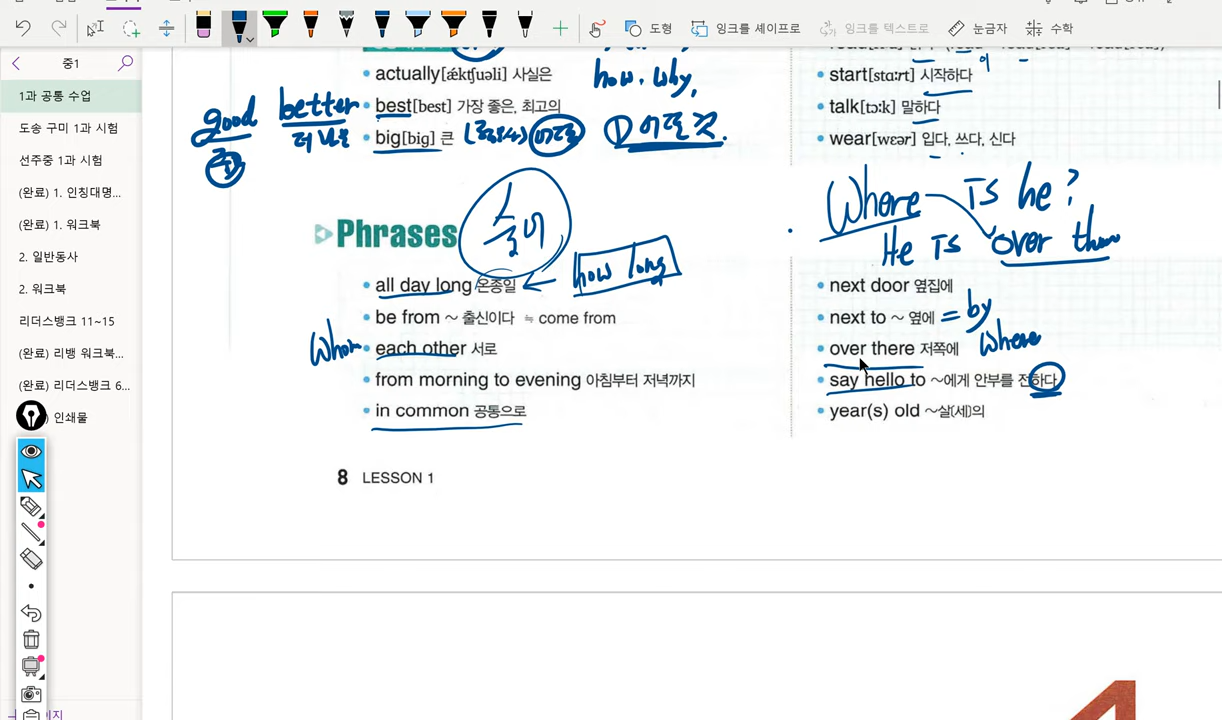 도형
잉크를 셰이프로
잉크를 텍스트로
눈금자
수학
중1
1과 공통 수업
도송 구미 1과 시험
선주중 1과 시험
(완료) 1. 인칭대명...
(완료) 1. 워크북
2. 일반동사
2. 워크북
리더스뱅크 11~15
(완료) 리뱅 워크북...
(완료) 리더스뱅크 6...
인쇄물
actually[ǽktʃuəli] 사실은
how, why,
good better
best[best] 가장 좋은, 최고의
big[big] 큰
start[stɑːrt] 시작하다
talk[tɔːk] 말하다
wear[wɛər] 입다, 쓰다, 신다
Where is he?
He is over
Phrases
all day long 온종일
how long
be from ~ 출신이다 ≒ come from
each other 서로
from morning to evening 아침부터 저녁까지
in common 공통으로
next door 옆집에
next to ~ 옆에 = by
over there 저쪽에 where
say hello to ~에게 안부를 전하다
year(s) old ~살(세)의
8 LESSON 1
4